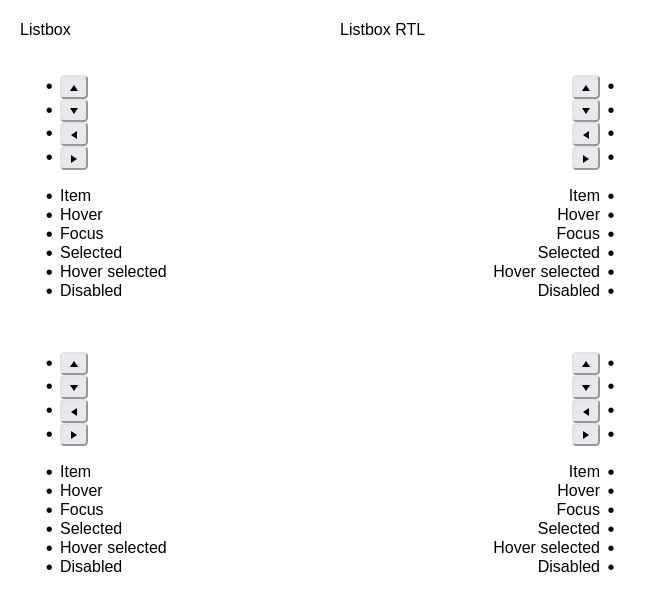 Listbox
▲
▼
◀
▶
Item
Hover
Focus
Selected
Hover selected
Disabled
▲
▼
◀
▶
Item
Hover
Focus
Selected
Hover selected
Disabled
Listbox RTL
▲
▼
◀
▶
Item
Hover
Focus
Selected
Hover selected
Disabled
▲
▼
◀
▶
Item
Hover
Focus
Selected
Hover selected
Disabled